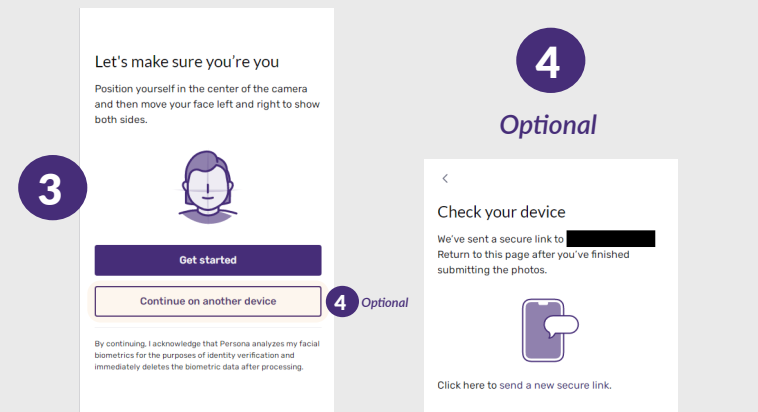 3
Let's make sure you're you
Position yourself in the center of the camera
and then move your face left and right to show
both sides.
Get started
Continue on another device
4 Optional
By continuing, I acknowledge that Persona analyzes my facial
biometrics for the purposes of identity verification and
immediately deletes the biometric data after processing.
4
Optional
Check your device
We've sent a secure link to
Return to this page after you've finished
submitting the photos.
Click here to send a new secure link.